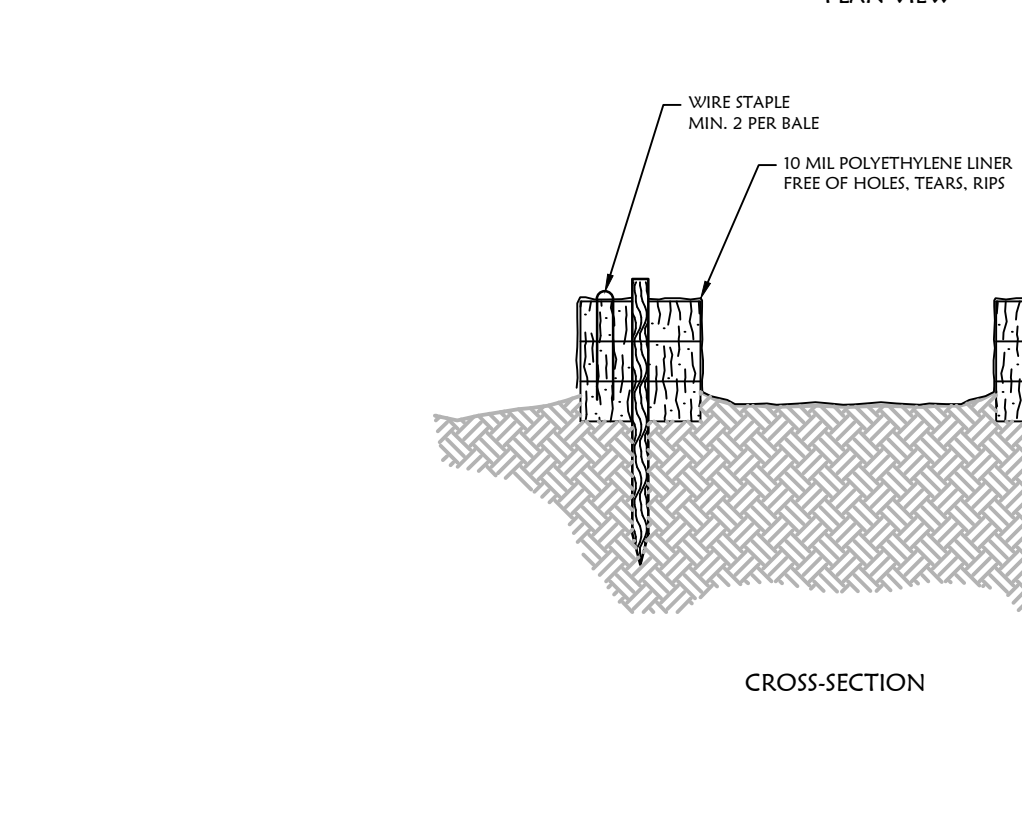 PLAN VIEW
WIRE STAPLE
MIN. 2 PER BALE
10 MIL POLYETHYLENE LINER
FREE OF HOLES, TEARS, RIPS
CROSS-SECTION